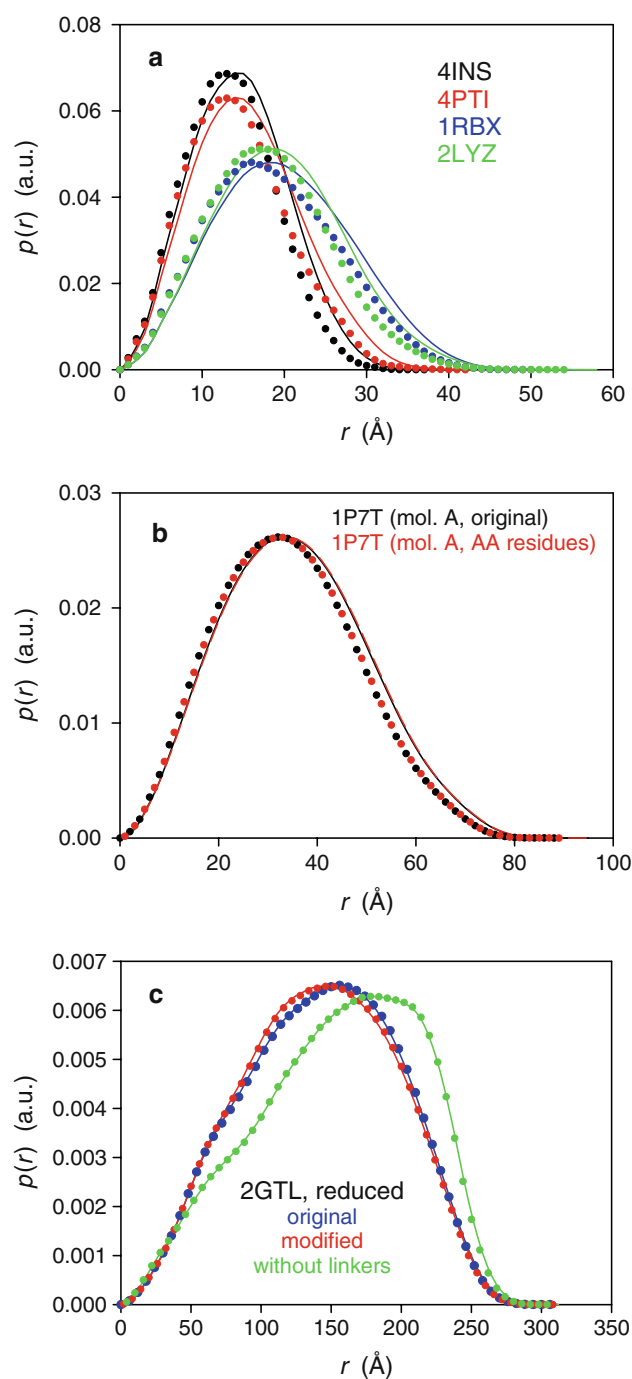 0.08
a
4INS
4PTI
1RBX
2LYZ
0.06
0.04
0.02
0.00
p(r) (a.u.)
0 10 20 30 40 50 60
r (Å)
0.03
b
1P7T (mol. A, original)
1P7T (mol. A, AA residues)
0.02
0.01
0.00
p(r) (a.u.)
0 20 40 60 80 100
r (Å)
0.007
c
0.006
0.005
0.004
0.003
0.002
0.001
0.000
p(r) (a.u.)
2GTL, reduced
original
modified
without linkers
0 50 100 150 200 250 300 350
r (Å)